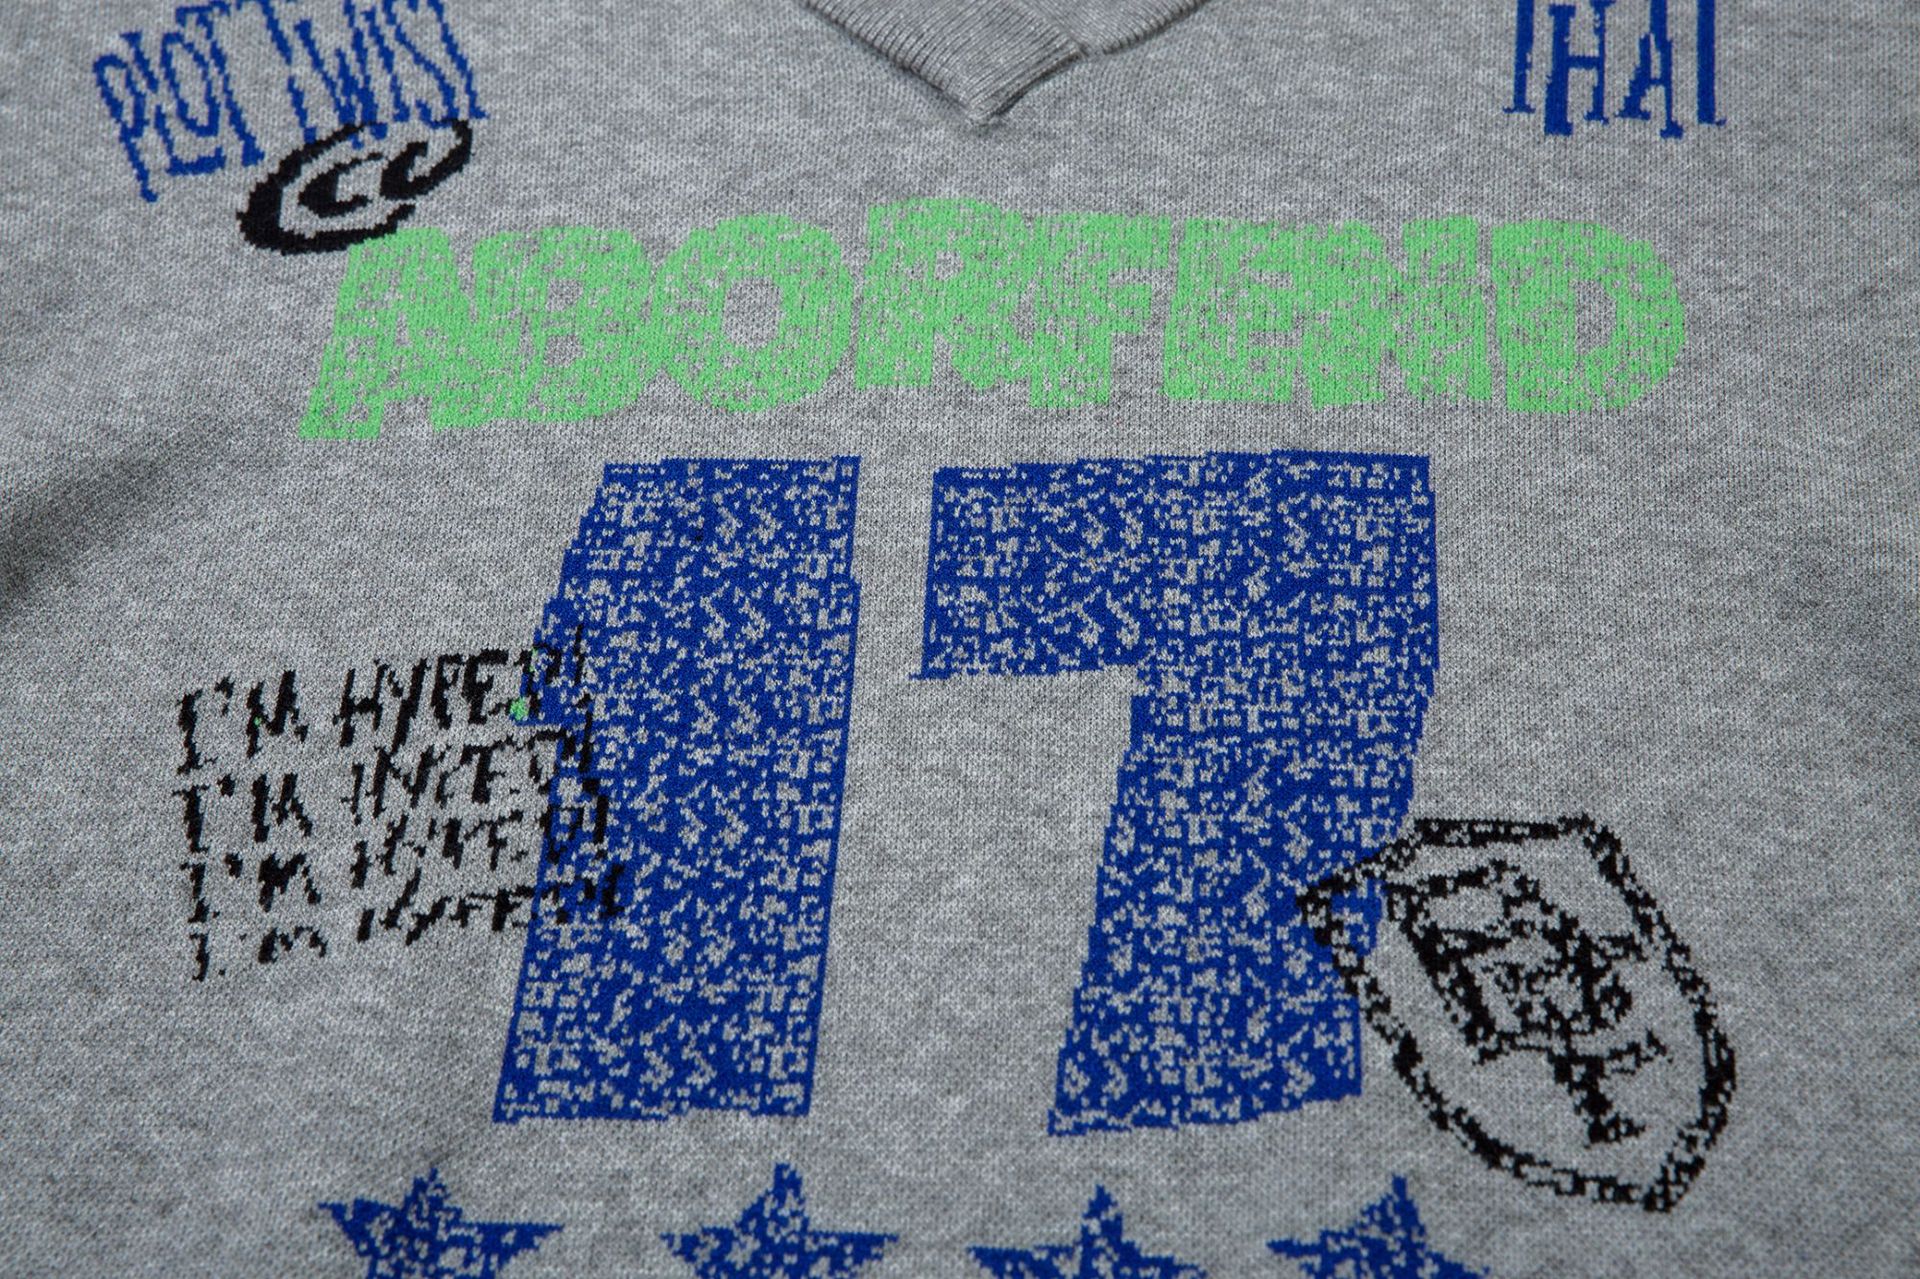 PLOT TWIST
THAT
ADORFEND
17
I'M HYPED!
I'M HYPED!
I'M HYPED!
I'M HYPED!